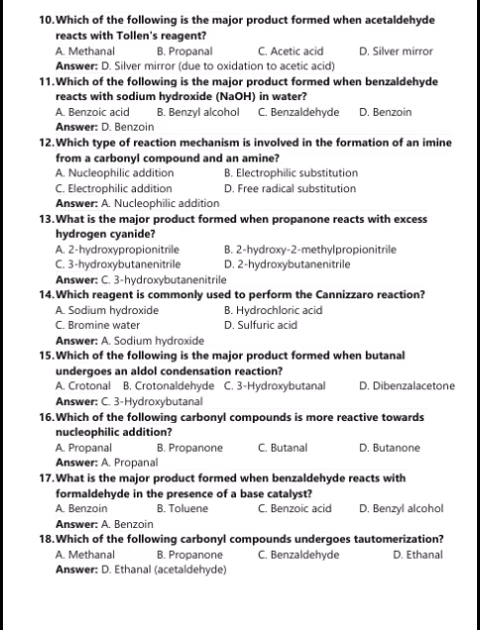 10. Which of the following is the major product formed when acetaldehyde
reacts with Tollen's reagent?
A. Methanal B. Propanal C. Acetic acid D. Silver mirror
Answer: D. Silver mirror (due to oxidation to acetic acid)
11. Which of the following is the major product formed when benzaldehyde
reacts with sodium hydroxide (NaOH) in water?
A. Benzoic acid B. Benzyl alcohol C. Benzaldehyde D. Benzoin
Answer: D. Benzoin
12. Which type of reaction mechanism is involved in the formation of an imine
from a carbonyl compound and an amine?
A. Nucleophilic addition B. Electrophilic substitution
C. Electrophilic addition D. Free radical substitution
Answer: A. Nucleophilic addition
13. What is the major product formed when propanone reacts with excess
hydrogen cyanide?
A. 2-hydroxypropionitrile B. 2-hydroxy-2-methylpropionitrile
C. 3-hydroxybutanenitrile D. 2-hydroxybutanenitrile
Answer: C. 3-hydroxybutanenitrile
14. Which reagent is commonly used to perform the Cannizzaro reaction?
A. Sodium hydroxide B. Hydrochloric acid
C. Bromine water D. Sulfuric acid
Answer: A. Sodium hydroxide
15. Which of the following is the major product formed when butanal
undergoes an aldol condensation reaction?
A. Crotonal B. Crotonaldehyde C. 3-Hydroxybutanal D. Dibenzalacetone
Answer: C. 3-Hydroxybutanal
16. Which of the following carbonyl compounds is more reactive towards
nucleophilic addition?
A. Propanal B. Propanone C. Butanal D. Butanone
Answer: A. Propanal
17. What is the major product formed when benzaldehyde reacts with
formaldehyde in the presence of a base catalyst?
A. Benzoin B. Toluene C. Benzoic acid D. Benzyl alcohol
Answer: A. Benzoin
18. Which of the following carbonyl compounds undergoes tautomerization?
A. Methanal B. Propanone C. Benzaldehyde D. Ethanal
Answer: D. Ethanal (acetaldehyde)